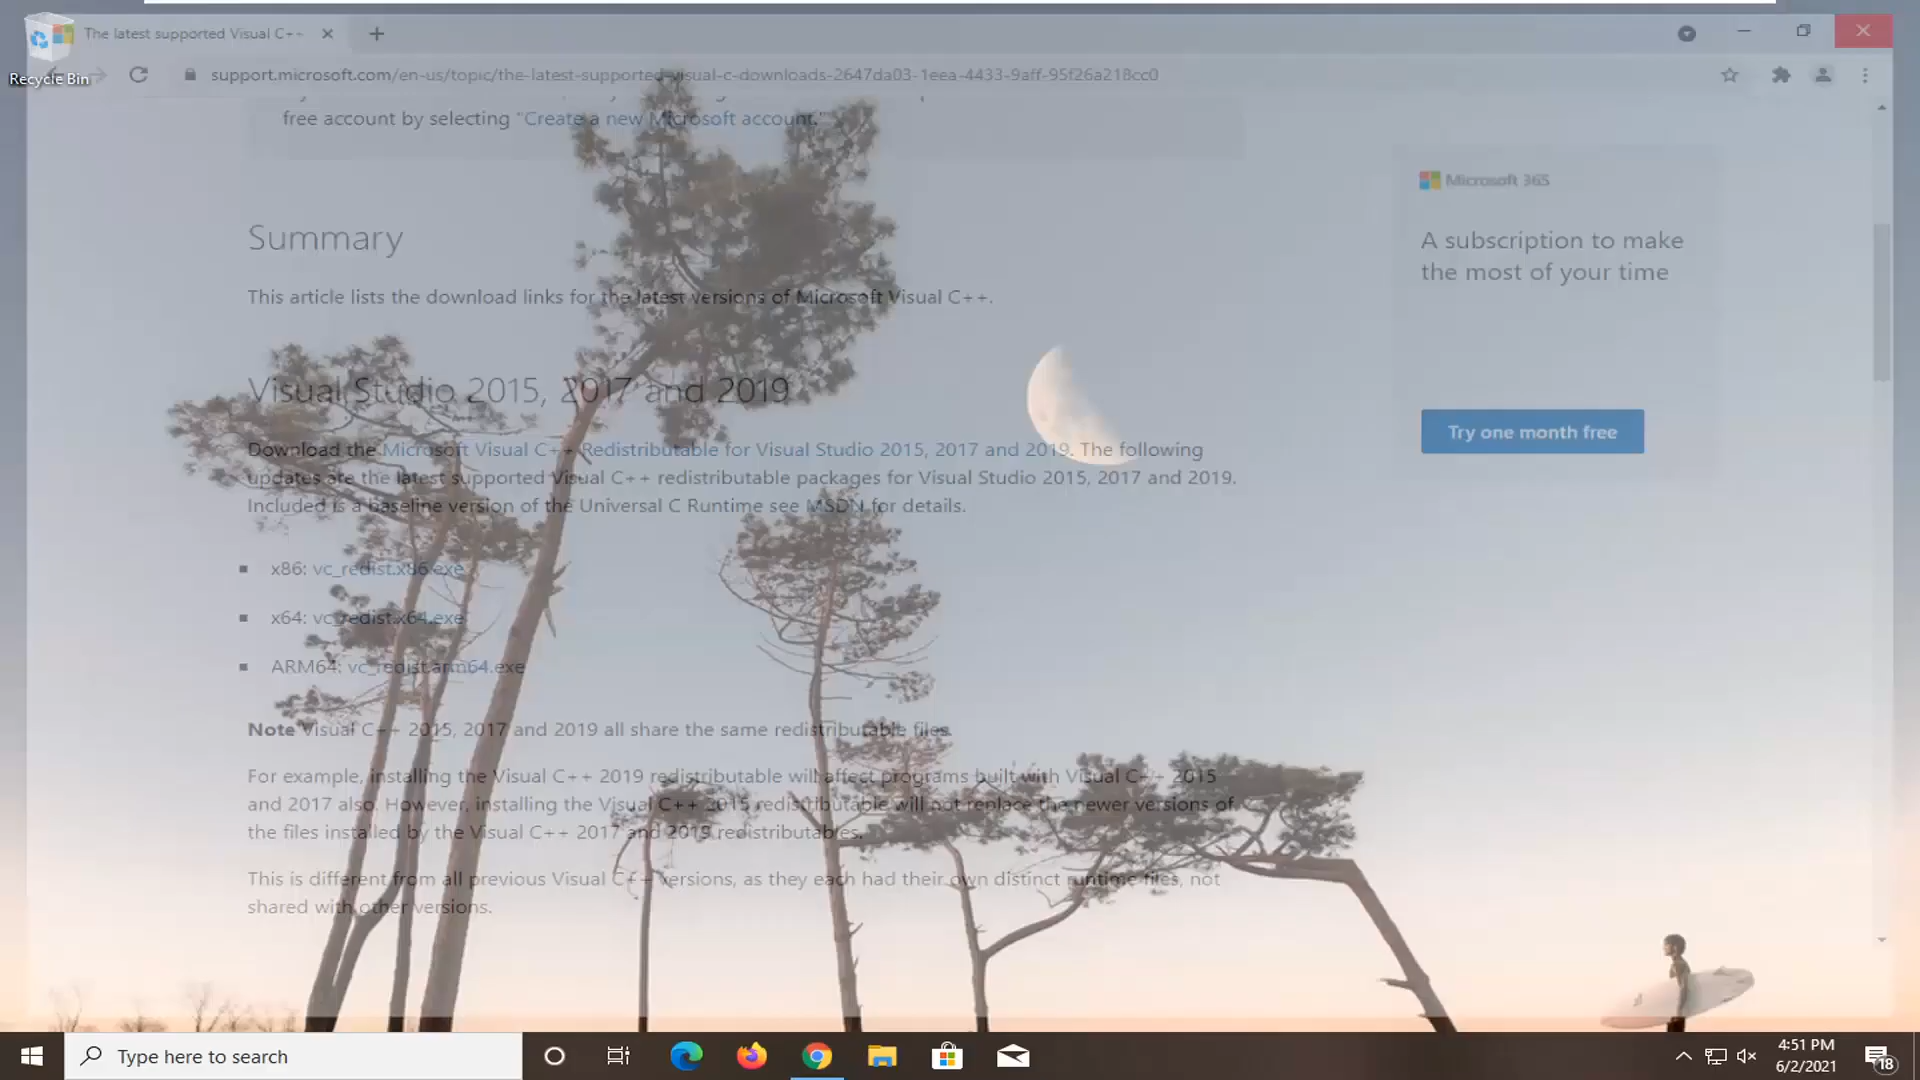 The latest supported Visual C++
Recycle Bin
support.microsoft.com/en-us/topic/the-latest-supported-visual-c-downloads-2647da03-1eea-4433-9aff-95f26a218cc0
free account by selecting "Create a new Microsoft account."
Microsoft 365
A subscription to make
the most of your time
Try one month free
Summary
This article lists the download links for the latest versions of Microsoft Visual C++.
Visual Studio 2015, 2017 and 2019
Download the Microsoft Visual C++ Redistributable for Visual Studio 2015, 2017 and 2019. The following
updates are the latest supported Visual C++ redistributable packages for Visual Studio 2015, 2017 and 2019.
Included is a baseline version of the Universal C Runtime see MSDN for details.
x86: vc_redist.x86.exe
x64: vc_redist.x64.exe
ARM64: vc_redist.arm64.exe
Note Visual C++ 2015, 2017 and 2019 all share the same redistributable files.
For example, installing the Visual C++ 2019 redistributable will affect programs built with Visual C++ 2015
and 2017 also. However, installing the Visual C++ 2015 redistributable will not replace the newer versions of
the files installed by the Visual C++ 2017 and 2019 redistributables.
This is different from all previous Visual C++ versions, as they each had their own distinct runtime files, not
shared with other versions.
Type here to search
4:51 PM
6/2/2021
18